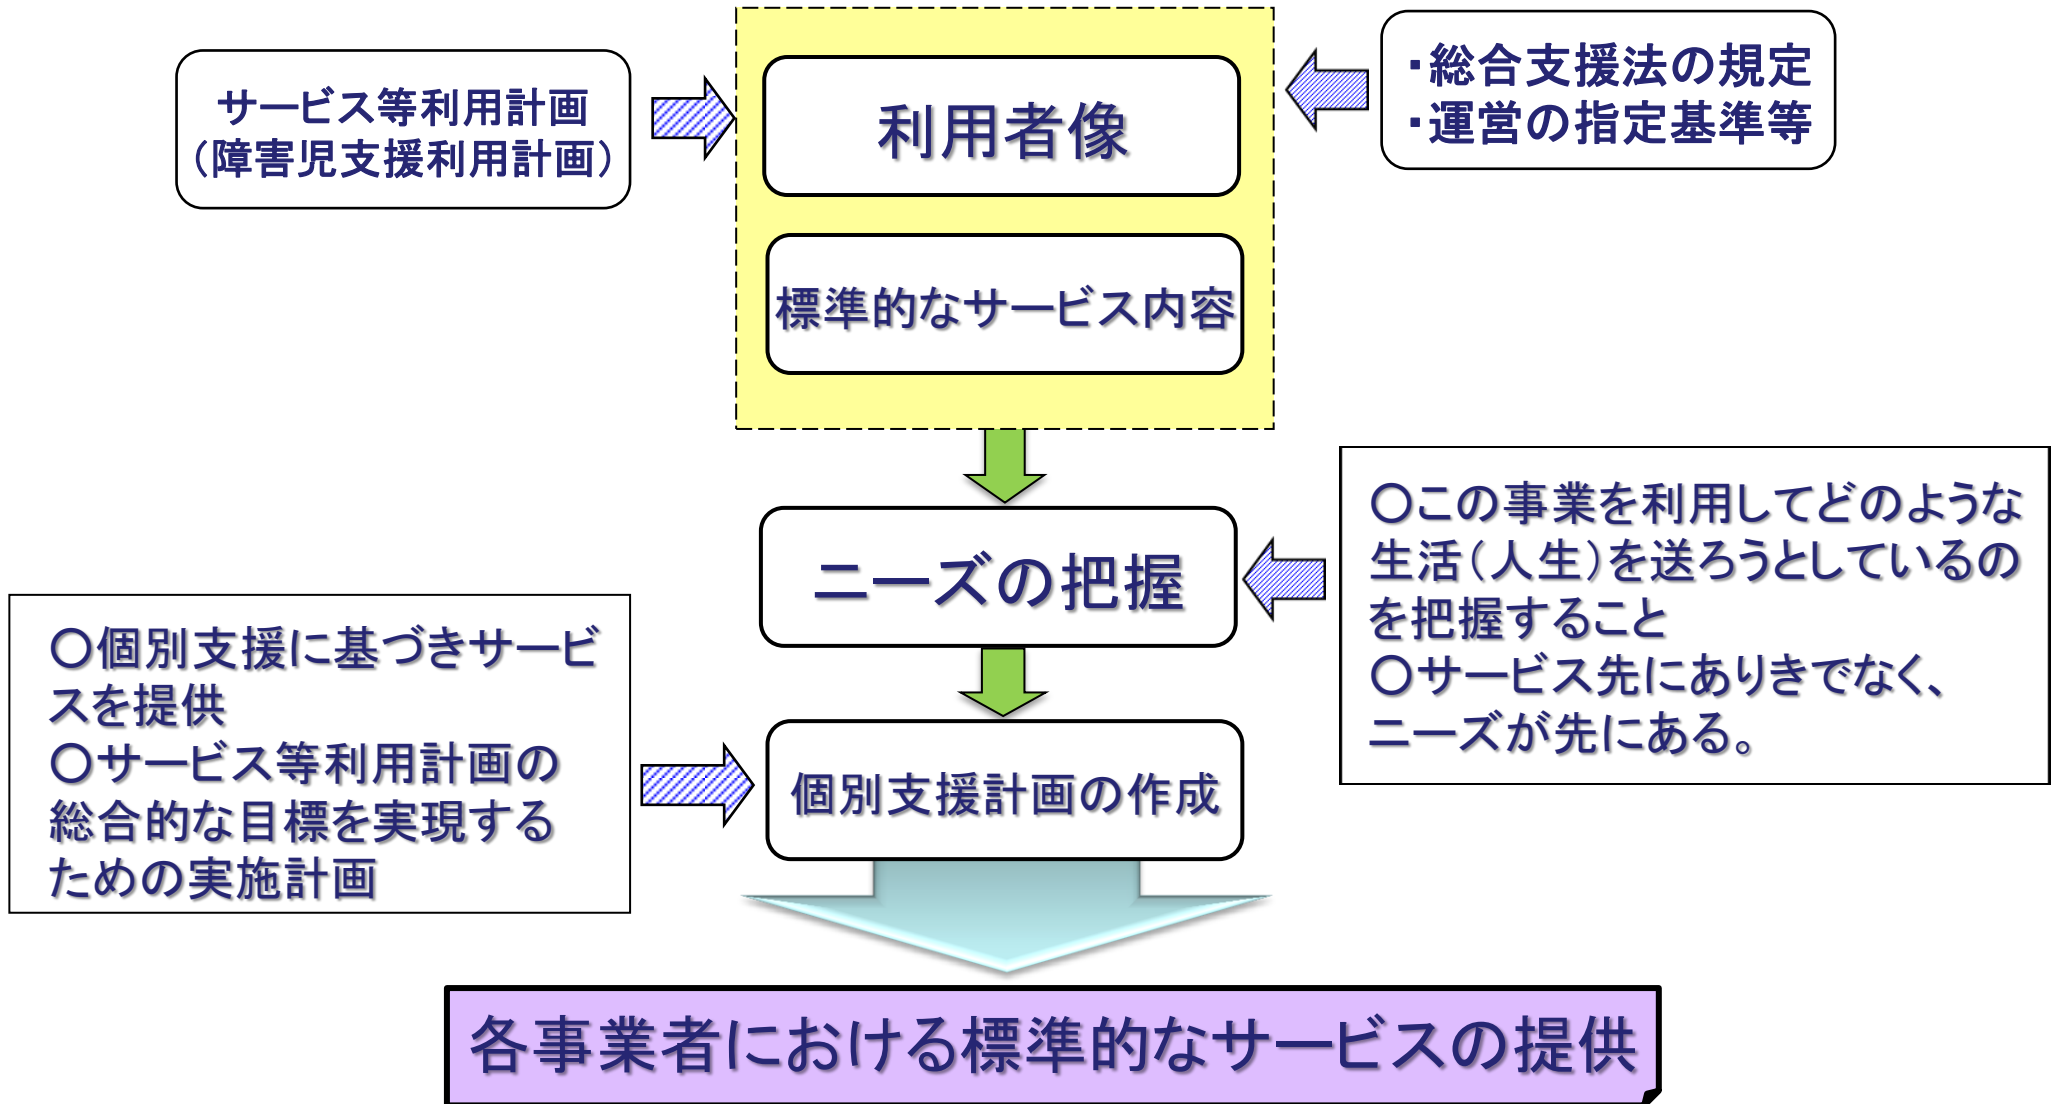 サービス等利用計画
（障害児支援利用計画）
利用者像
・総合支援法の規定
・運営の指定基準等
標準的なサービス内容
ニーズの把握
〇この事業を利用してどのような
生活（人生）を送ろうとしているの
を把握すること
〇サービス先にありきでなく、
ニーズが先にある。
〇個別支援に基づきサービ
スを提供
〇サービス等利用計画の
総合的な目標を実現する
ための実施計画
個別支援計画の作成
各事業者における標準的なサービスの提供